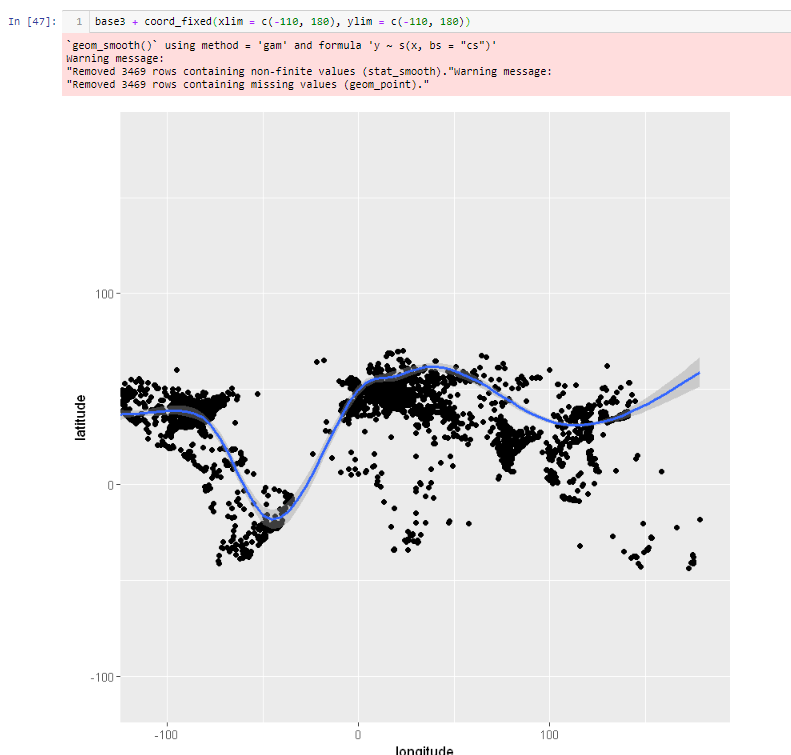 In [47]: 1 base3 + coord_fixed(xlim = c(-110, 180), ylim = c(-110, 180))
`geom_smooth()` using method = 'gam' and formula 'y ~ s(x, bs = "cs")'
Warning message:
"Removed 3469 rows containing non-finite values (stat_smooth)."Warning message:
"Removed 3469 rows containing missing values (geom_point)."
100
latitude
0
-100
-100 0 100
longitude